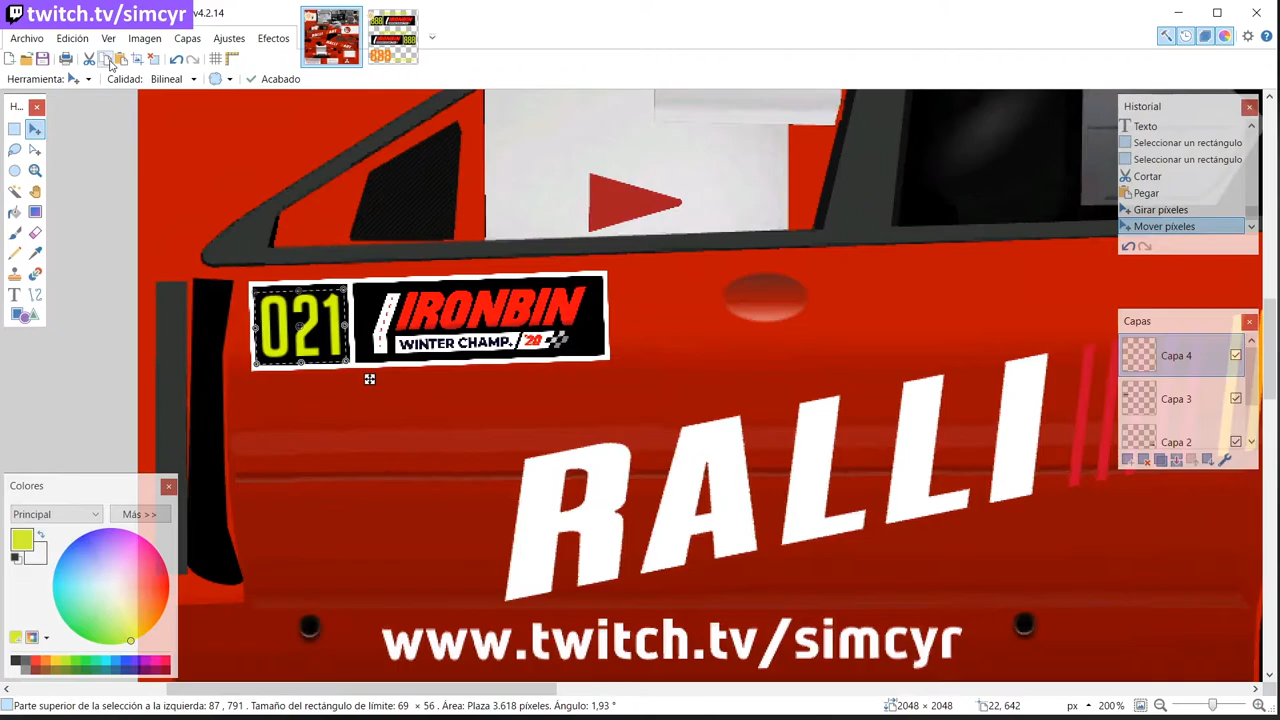 twitch.tv/simcyr
v4.2.14
Archivo Edición Ver Imagen Capas Ajustes Efectos
Herramienta: Calidad: Bilineal Acabado
H...
Historial
Texto
Seleccionar un rectángulo
Seleccionar un rectángulo
Cortar
Pegar
Girar píxeles
Mover píxeles
021
IRONBIN
WINTER CHAMP. '20
Capas
Capa 4
Capa 3
Capa 2
RALLI
www.twitch.tv/simcyr
Colores
Principal Más >>
Parte superior de la selección a la izquierda: 87 , 791 . Tamaño del rectángulo de límite: 69 × 56 . Área: Plaza 3.618 píxeles. Ángulo: 1,93 ° 2048 × 2048 22, 642 px 200%